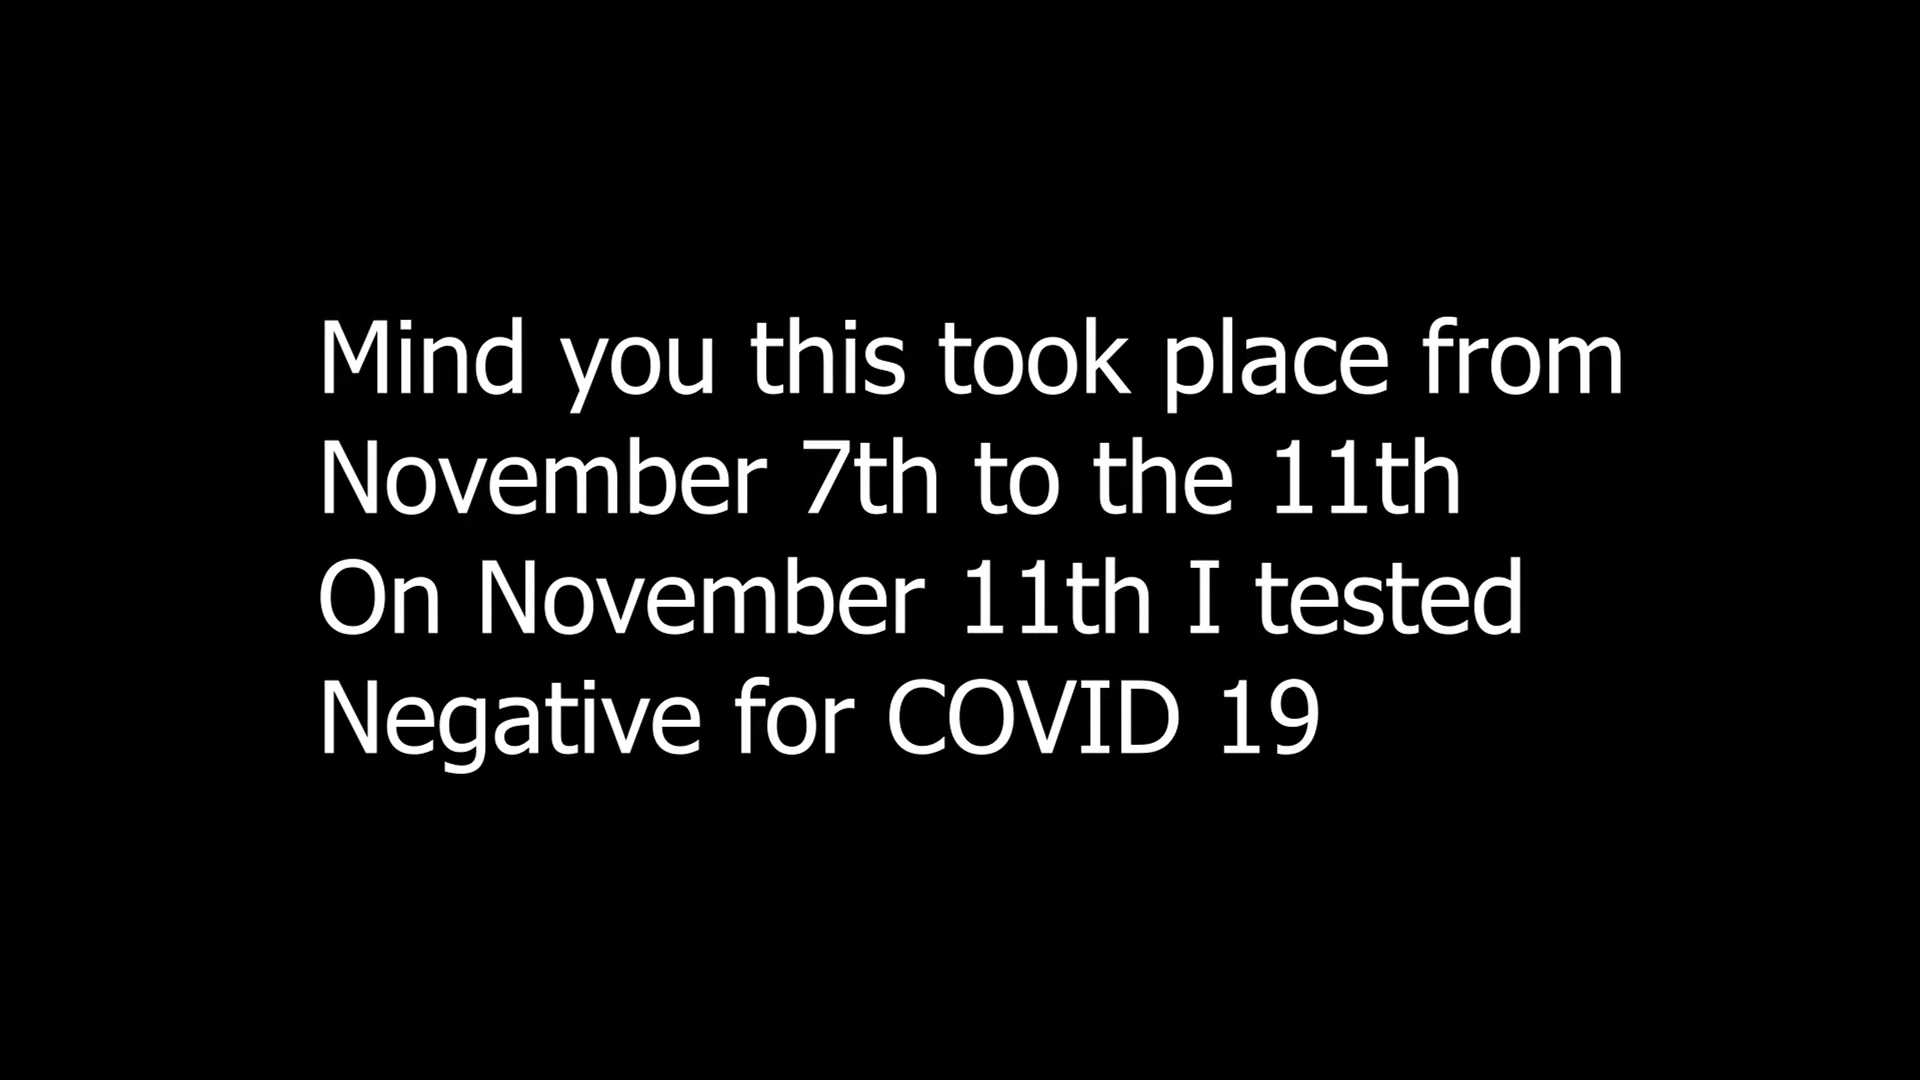 Mind you this took place from
November 7th to the 11th
On November 11th I tested
Negative for COVID 19